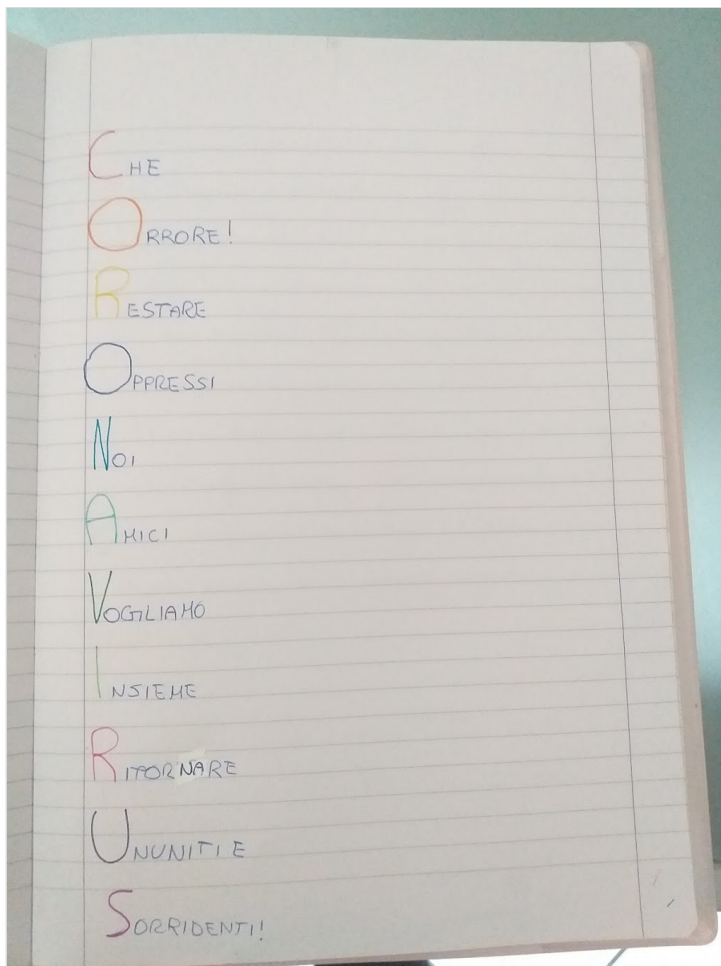 CHE
ORRORE!
RESTARE
OPPRESSI
NOI
AMICI
VOGLIAMO
INSIEME
RITORNARE
UNUNITI E
SORRIDENTI!